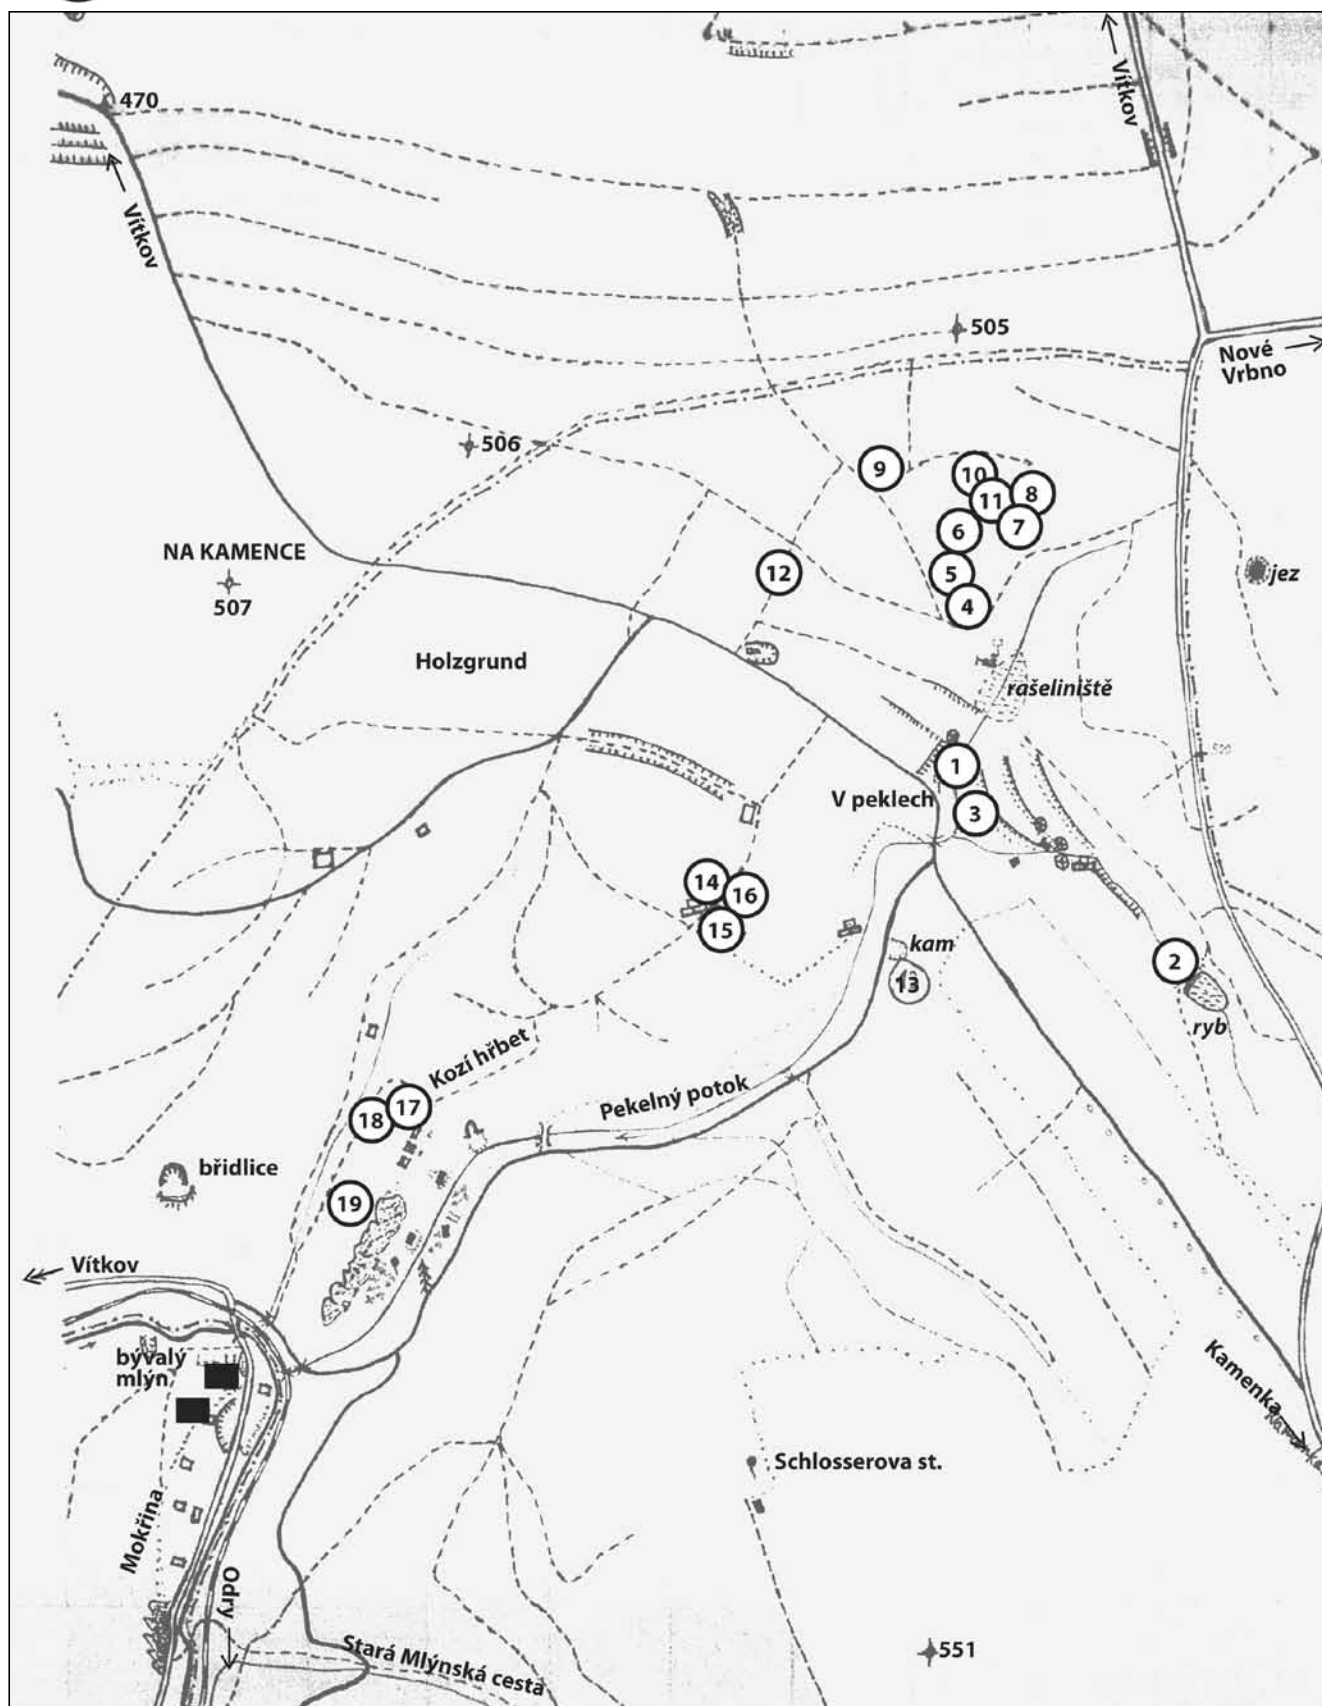 470
Vítkov
Vítkov
505
Nové
Vrbno
506
9
10
8
11
7
6
NA KAMENCE
507
12
5
4
jez
Holzgrund
rašeliniště
1
V peklech
3
14
16
15
kam
13
2
ryb
Kozí hřbet
17
18
Pekelný potok
břidlice
19
Vítkov
bývalý
mlýn
Kamenka
Schlosserova st.
Mokřina
Odry
Stará Mlýnská cesta
551